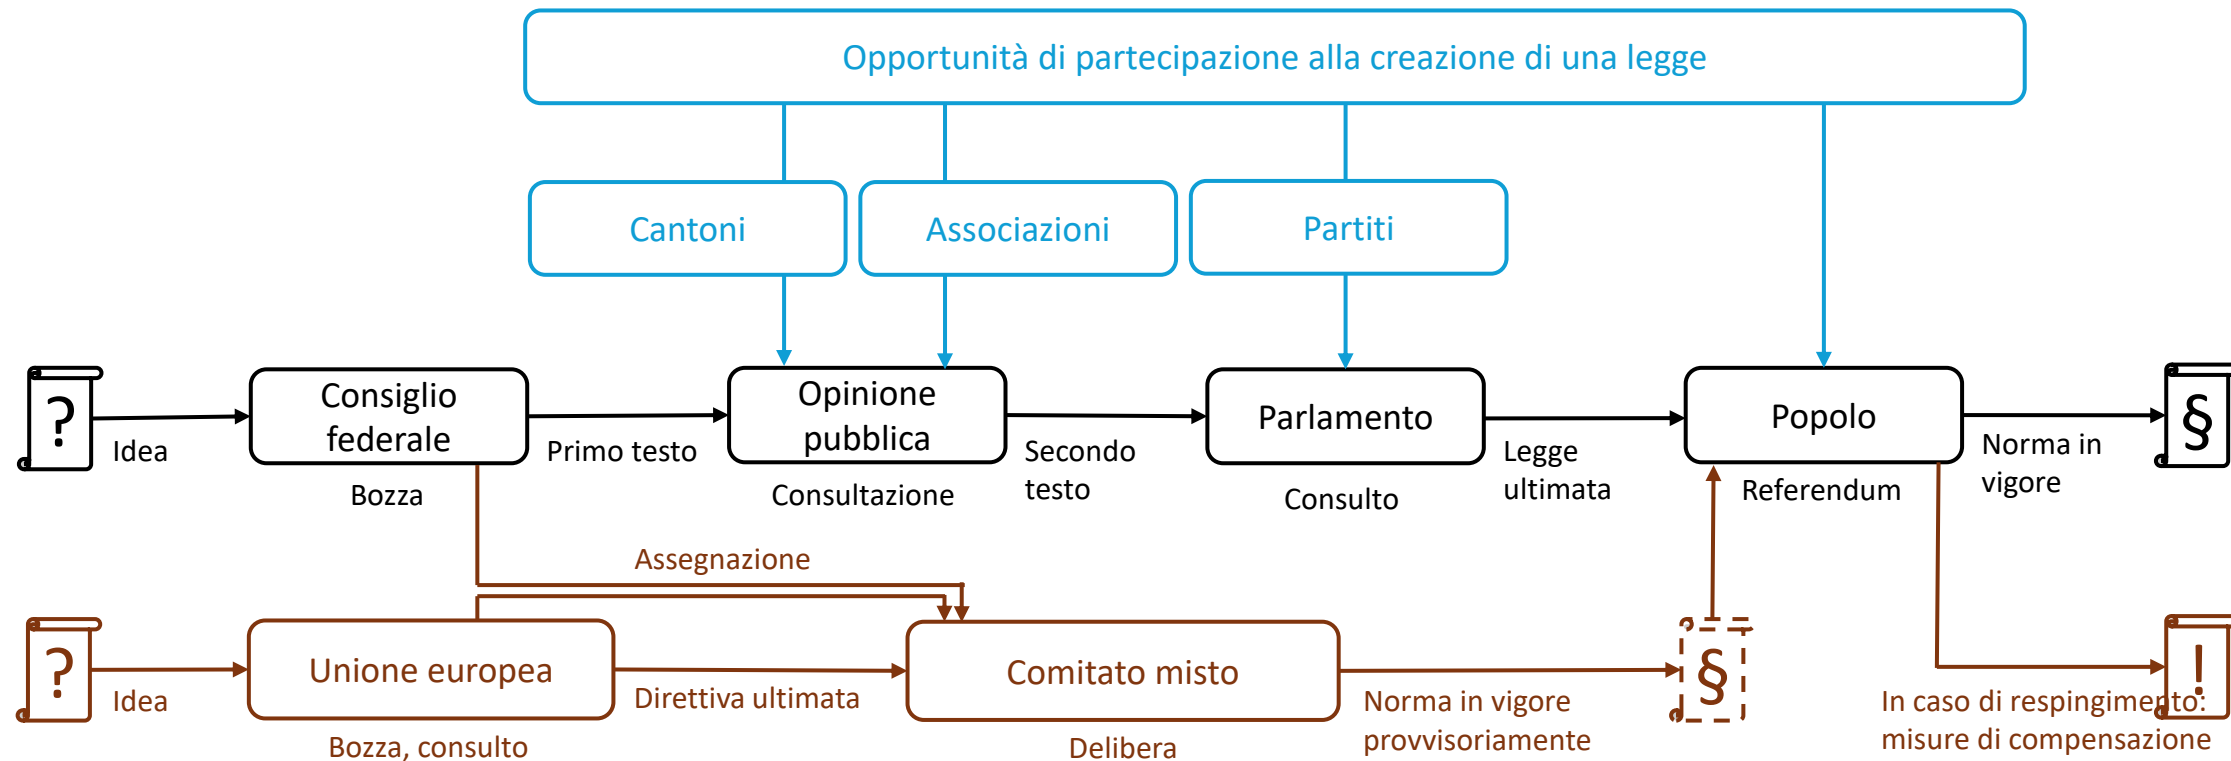 Opportunità di partecipazione alla creazione di una legge
Cantoni
Associazioni
Partiti
?
Idea
Consiglio
federale
Bozza
Primo testo
Opinione
pubblica
Consultazione
Secondo
testo
Parlamento
Consulto
Legge
ultimata
Popolo
Referendum
Norma in
vigore
§
Assegnazione
?
Idea
Unione europea
Bozza, consulto
Direttiva ultimata
Comitato misto
Delibera
Norma in vigore
provvisoriamente
§
In caso di respingimento:
misure di compensazione
!